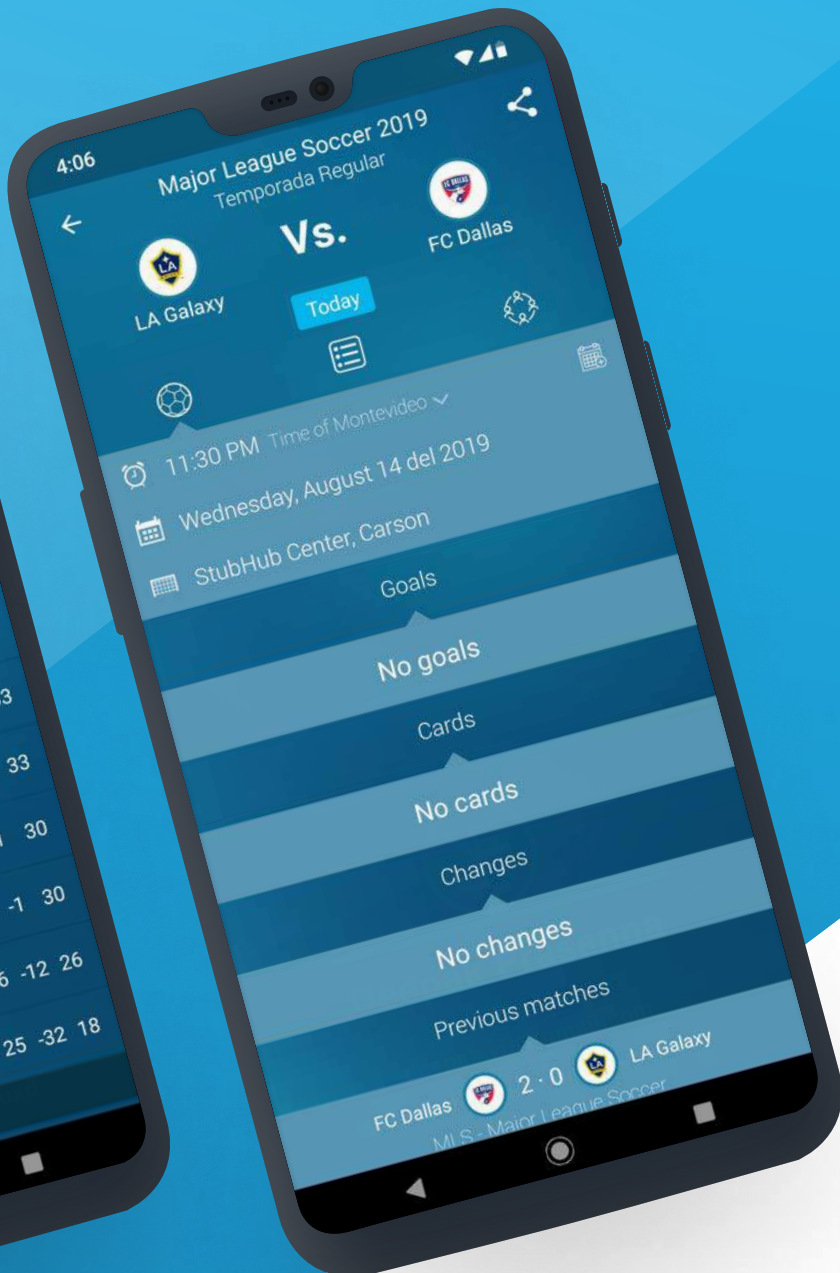 4:06
Major League Soccer 2019
Temporada Regular
LA Galaxy
Vs.
FC Dallas
Today
11:30 PM Time of Montevideo
Wednesday, August 14 del 2019
StubHub Center, Carson
Goals
No goals
Cards
No cards
Changes
No changes
Previous matches
FC Dallas 2 · 0 LA Galaxy
MLS - Major League Soccer
33
30
-1 30
-12 26
25 -32 18